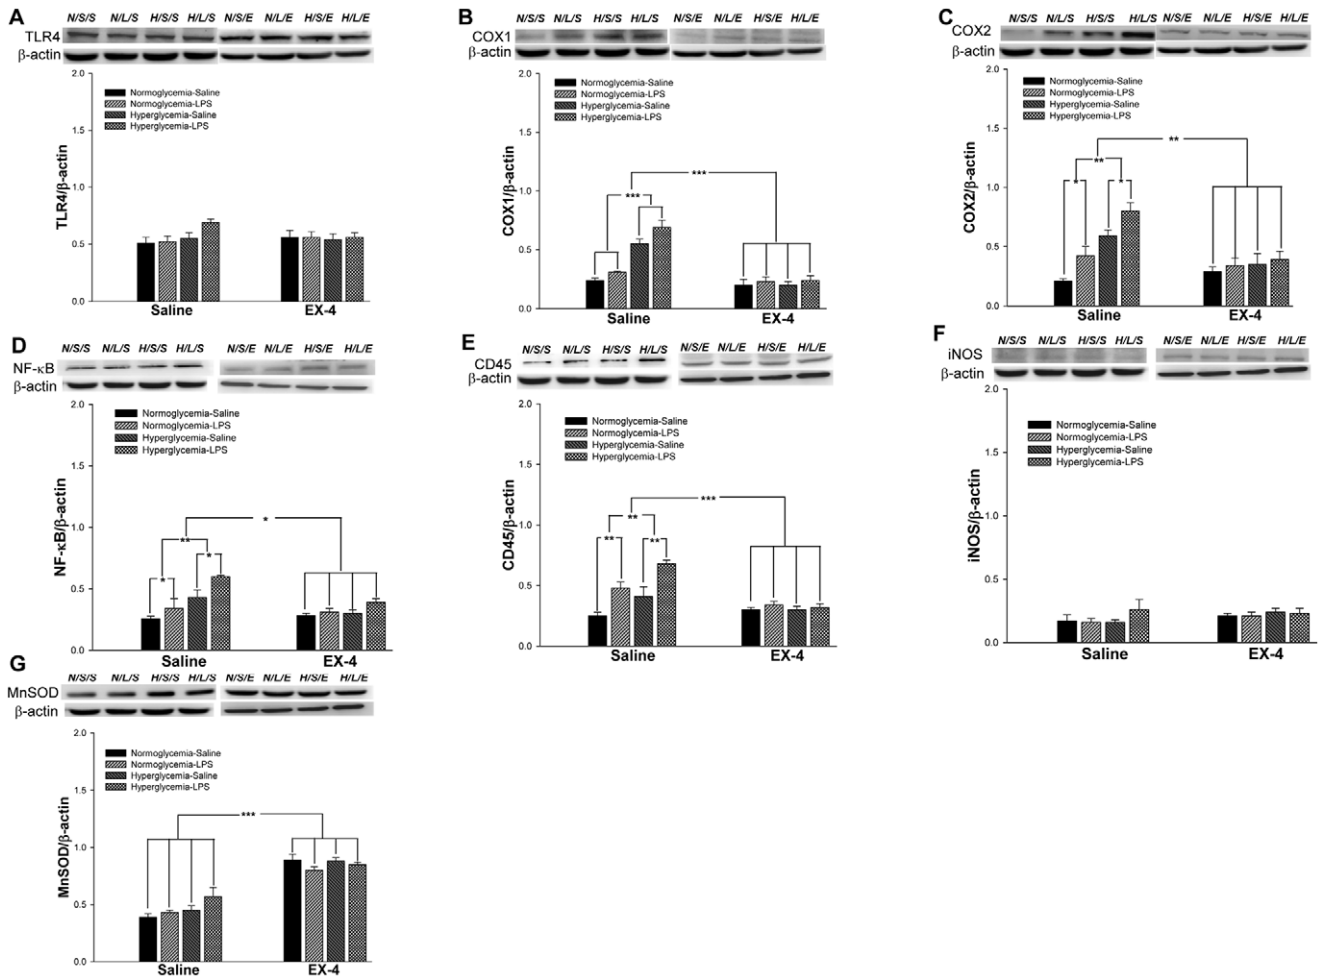 A
N/S/S N/L/S H/S/S H/L/S N/S/E N/L/E H/S/E H/L/E
TLR4
β-actin
2.0
1.5
1.0
0.5
0.0
TLR4/β-actin
Normoglycemia-Saline
Normoglycemia-LPS
Hyperglycemia-Saline
Hyperglycemia-LPS
Saline EX-4
B
N/S/S N/L/S H/S/S H/L/S N/S/E N/L/E H/S/E H/L/E
COX1
β-actin
2.0
1.5
1.0
0.5
0.0
COX1/β-actin
Normoglycemia-Saline
Normoglycemia-LPS
Hyperglycemia-Saline
Hyperglycemia-LPS
***
***
Saline EX-4
C
N/S/S N/L/S H/S/S H/L/S N/S/E N/L/E H/S/E H/L/E
COX2
β-actin
2.0
1.5
1.0
0.5
0.0
COX2/β-actin
Normoglycemia-Saline
Normoglycemia-LPS
Hyperglycemia-Saline
Hyperglycemia-LPS
**
**
* *
Saline EX-4
D
N/S/S N/L/S H/S/S H/L/S N/S/E N/L/E H/S/E H/L/E
NF-κB
β-actin
2.0
1.5
1.0
0.5
0.0
NF-κB/β-actin
Normoglycemia-Saline
Normoglycemia-LPS
Hyperglycemia-Saline
Hyperglycemia-LPS
*
**
* *
Saline EX-4
E
N/S/S N/L/S H/S/S H/L/S N/S/E N/L/E H/S/E H/L/E
CD45
β-actin
2.0
1.5
1.0
0.5
0.0
CD45/β-actin
Normoglycemia-Saline
Normoglycemia-LPS
Hyperglycemia-Saline
Hyperglycemia-LPS
***
**
** **
Saline EX-4
F
N/S/S N/L/S H/S/S H/L/S N/S/E N/L/E H/S/E H/L/E
iNOS
β-actin
2.0
1.5
1.0
0.5
0.0
iNOS/β-actin
Normoglycemia-Saline
Normoglycemia-LPS
Hyperglycemia-Saline
Hyperglycemia-LPS
Saline EX-4
G
N/S/S N/L/S H/S/S H/L/S N/S/E N/L/E H/S/E H/L/E
MnSOD
β-actin
2.0
1.5
1.0
0.5
0.0
MnSOD/β-actin
Normoglycemia-Saline
Normoglycemia-LPS
Hyperglycemia-Saline
Hyperglycemia-LPS
***
Saline EX-4